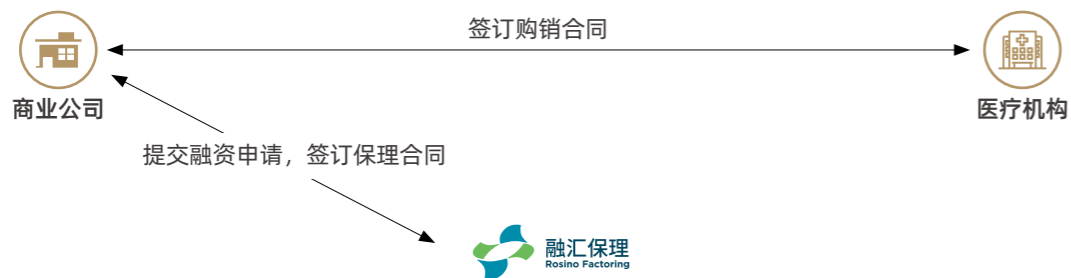 签订购销合同
商业公司
医疗机构
提交融资申请，签订保理合同
融汇保理
Rosino Factoring